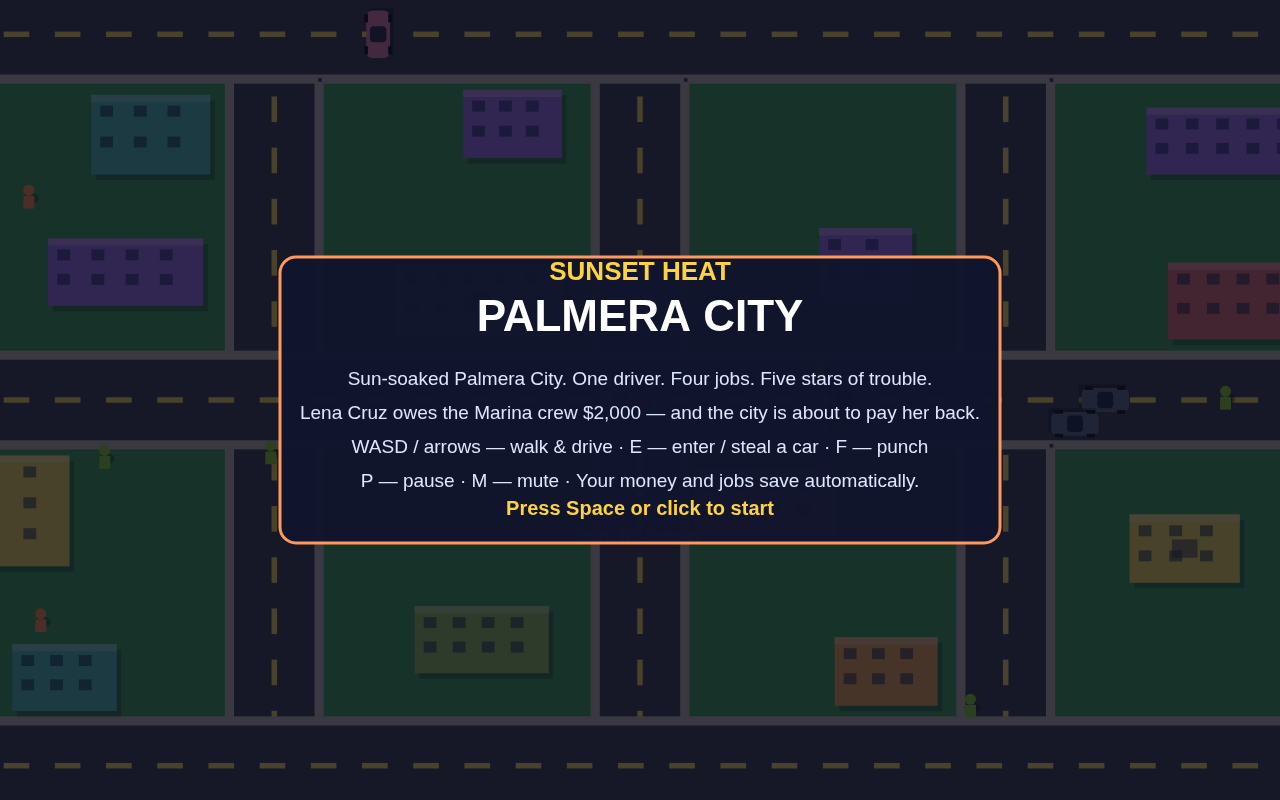 SUNSET HEAT
PALMERA CITY
Sun-soaked Palmera City. One driver. Four jobs. Five stars of trouble.
Lena Cruz owes the Marina crew $2,000 — and the city is about to pay her back.
WASD / arrows — walk & drive · E — enter / steal a car · F — punch
P — pause · M — mute · Your money and jobs save automatically.
Press Space or click to start